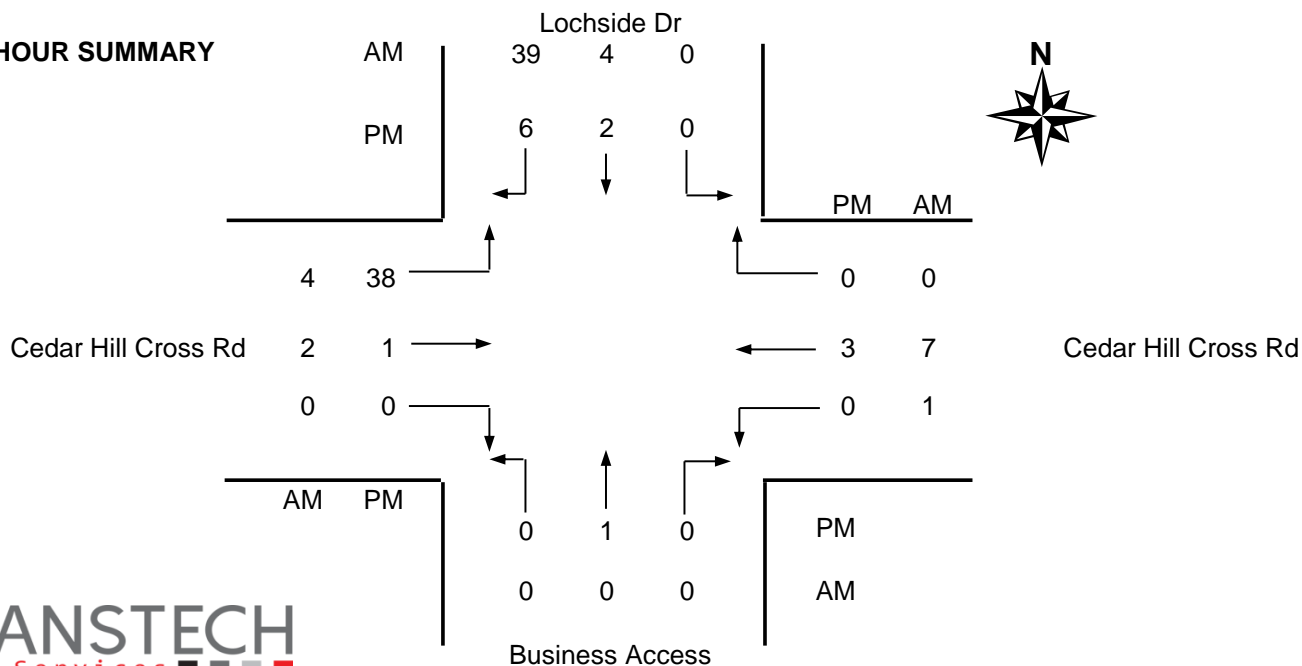 Lochside Dr
HOUR SUMMARY AM 39 4 0 N
PM 6 2 0
PM AM
4 38 0 0
Cedar Hill Cross Rd 2 1 3 7 Cedar Hill Cross Rd
0 0 0 1
AM PM
0 1 0 PM
0 0 0 AM
ANSTECH
Services
Business Access